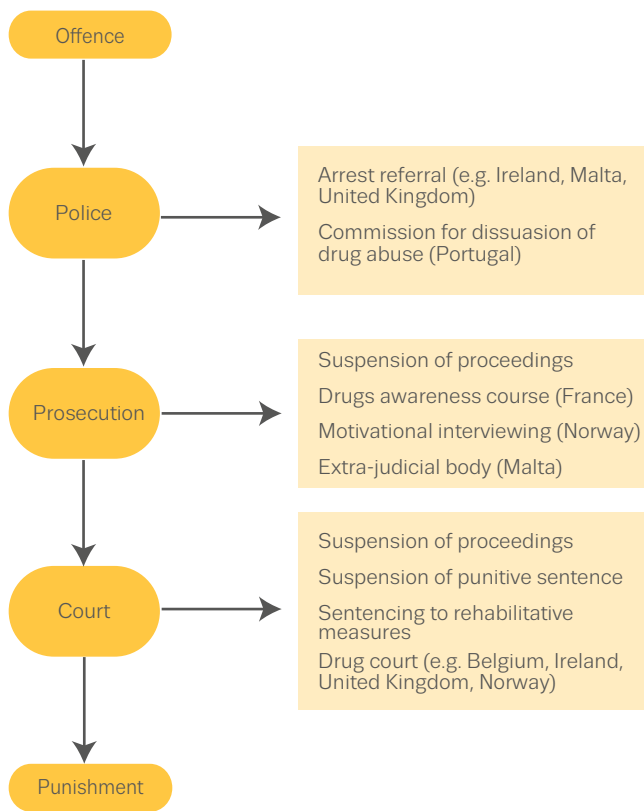 Offence
Police
Arrest referral (e.g. Ireland, Malta,
United Kingdom)
Commission for dissuasion of
drug abuse (Portugal)
Prosecution
Suspension of proceedings
Drugs awareness course (France)
Motivational interviewing (Norway)
Extra-judicial body (Malta)
Court
Suspension of proceedings
Suspension of punitive sentence
Sentencing to rehabilitative
measures
Drug court (e.g. Belgium, Ireland,
United Kingdom, Norway)
Punishment